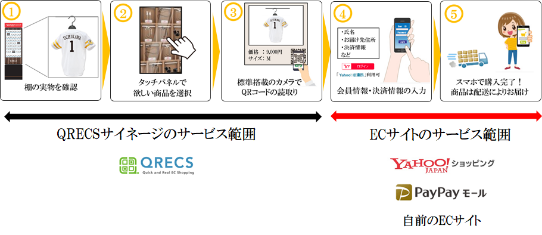 1
2
3
4
5
棚の実物を確認
タッチパネルで
欲しい商品を選択
価格 : 9,000円
サイズ : M
標準搭載のカメラで
QRコードの読取り
・氏名
・お届け先住所
・決済情報
など
会員情報・決済情報の入力
スマホで購入完了!
商品は配送によりお届け
QRECSサイネージのサービス範囲
ECサイトのサービス範囲
QRECS
Quick and Real EC Shopping
YAHOO! ショッピング
JAPAN
PayPay モール
自前のECサイト